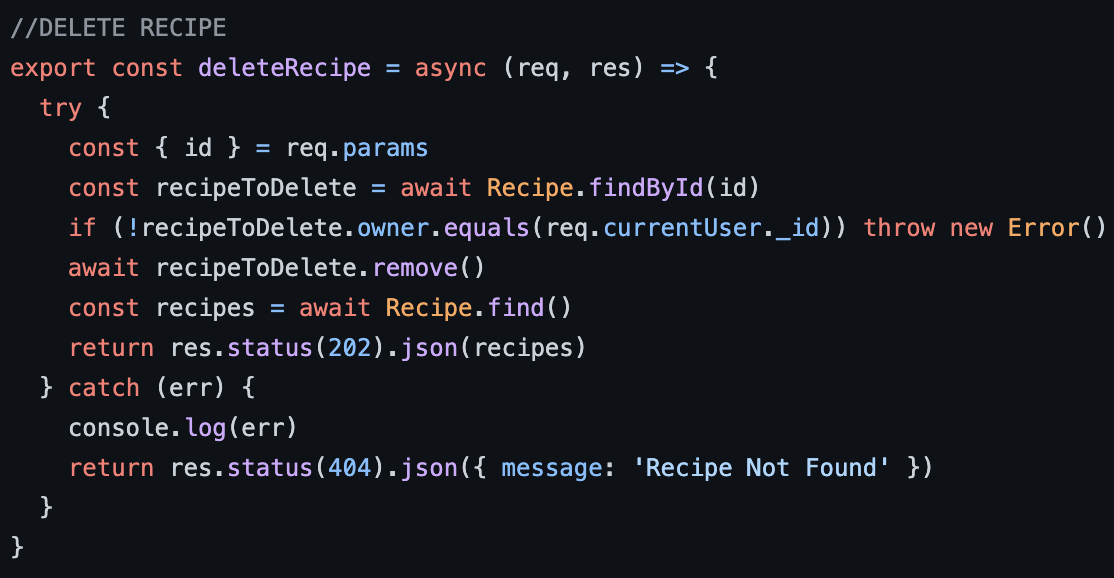 //DELETE RECIPE
export const deleteRecipe = async (req, res) => {
  try {
    const { id } = req.params
    const recipeToDelete = await Recipe.findById(id)
    if (!recipeToDelete.owner.equals(req.currentUser._id)) throw new Error()
    await recipeToDelete.remove()
    const recipes = await Recipe.find()
    return res.status(202).json(recipes)
  } catch (err) {
    console.log(err)
    return res.status(404).json({ message: 'Recipe Not Found' })
  }
}